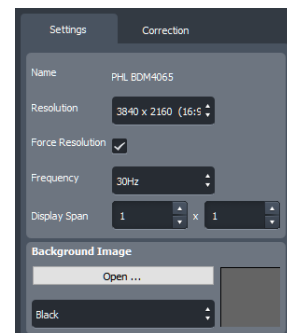 Settings Correction
Name PHL BDM4065
Resolution 3840 x 2160 (16:9
Force Resolution
Frequency 30Hz
Display Span 1 x 1
Background Image
Open ...
Black